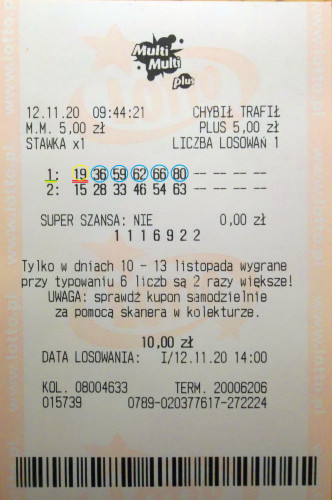 Multi
Multi
plus
12.11.20 09:44:21 CHYBIŁ TRAFIŁ
M.M. 5,00 zł PLUS 5,00 zł
STAWKA x1 LICZBA LOSOWAŃ 1
1: 19 36 59 62 66 80 -- -- -- --
2: 15 28 33 46 54 63 -- -- -- --
SUPER SZANSA: NIE 0,00 zł
1116922
Tylko w dniach 10 - 13 listopada wygrane
przy typowaniu 6 liczb są 2 razy większe!
UWAGA: sprawdź kupon samodzielnie
za pomocą skanera w kolekturze.
10,00 zł
DATA LOSOWANIA: I/12.11.20 14:00
KOL. 08004633 TERM. 20006206
015739 0789-020377617-272224